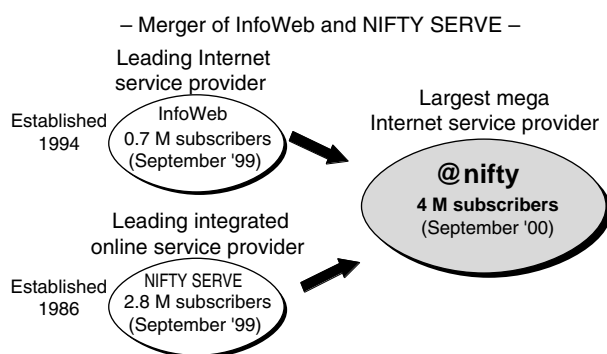 – Merger of InfoWeb and NIFTY SERVE –
Leading Internet
service provider
Established
1994
InfoWeb
0.7 M subscribers
(September '99)
Largest mega
Internet service provider
@nifty
4 M subscribers
(September '00)
Leading integrated
online service provider
Established
1986
NIFTY SERVE
2.8 M subscribers
(September '99)